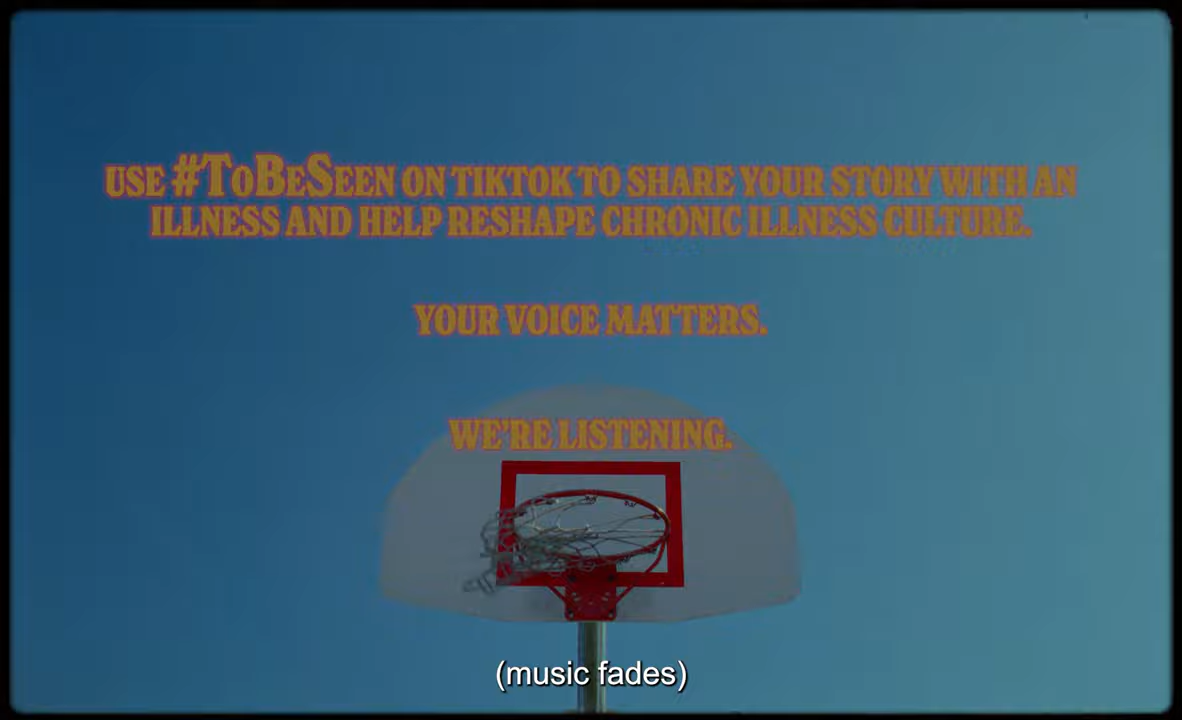 USE #TOBESEEN ON TIKTOK TO SHARE YOUR STORY WITH AN
ILLNESS AND HELP RESHAPE CHRONIC ILLNESS CULTURE.
YOUR VOICE MATTERS.
WE'RE LISTENING.
(music fades)